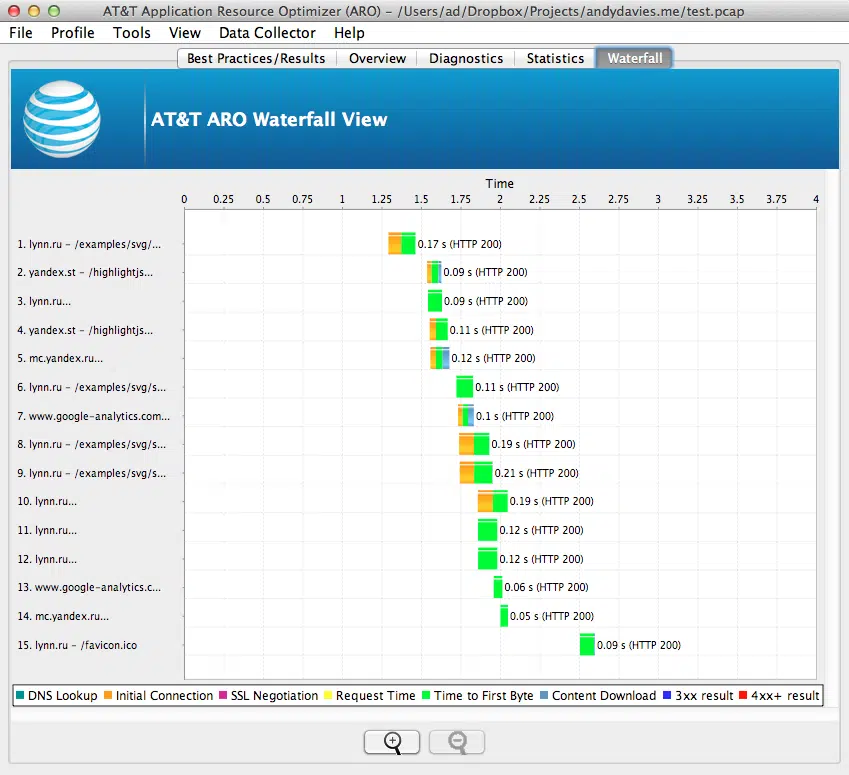 AT&T Application Resource Optimizer (ARO) – /Users/ad/Dropbox/Projects/andydavies.me/test.pcap
File Profile Tools View Data Collector Help
Best Practices/Results Overview Diagnostics Statistics Waterfall
AT&T ARO Waterfall View
Time
0 0.25 0.5 0.75 1 1.25 1.5 1.75 2 2.25 2.5 2.75 3 3.25 3.5 3.75 4
1. lynn.ru – /examples/svg/... 0.17 s (HTTP 200)
2. yandex.st – /highlightjs... 0.09 s (HTTP 200)
3. lynn.ru... 0.09 s (HTTP 200)
4. yandex.st – /highlightjs... 0.11 s (HTTP 200)
5. mc.yandex.ru... 0.12 s (HTTP 200)
6. lynn.ru – /examples/svg/s... 0.11 s (HTTP 200)
7. www.google-analytics.com... 0.1 s (HTTP 200)
8. lynn.ru – /examples/svg/s... 0.19 s (HTTP 200)
9. lynn.ru – /examples/svg/s... 0.21 s (HTTP 200)
10. lynn.ru... 0.19 s (HTTP 200)
11. lynn.ru... 0.12 s (HTTP 200)
12. lynn.ru... 0.12 s (HTTP 200)
13. www.google-analytics.c... 0.06 s (HTTP 200)
14. mc.yandex.ru... 0.05 s (HTTP 200)
15. lynn.ru – /favicon.ico 0.09 s (HTTP 200)
DNS Lookup Initial Connection SSL Negotiation Request Time Time to First Byte Content Download 3xx result 4xx+ result